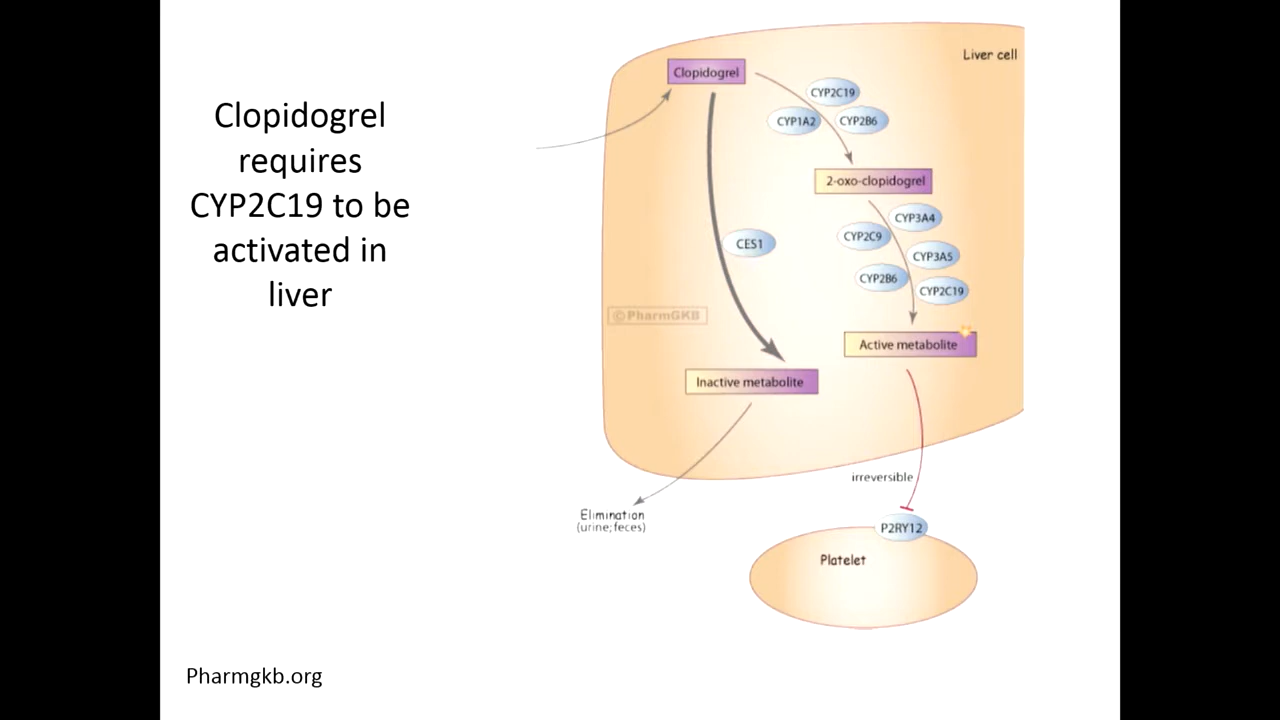 Clopidogrel
requires
CYP2C19 to be
activated in
liver
Liver cell
Clopidogrel
CYP2C19
CYP1A2
CYP2B6
2-oxo-clopidogrel
CYP3A4
CYP2C9
CES1
CYP3A5
CYP2B6
CYP2C19
©PharmGKB
Active metabolite
Inactive metabolite
irreversible
Elimination
(urine; feces)
P2RY12
Platelet
Pharmgkb.org